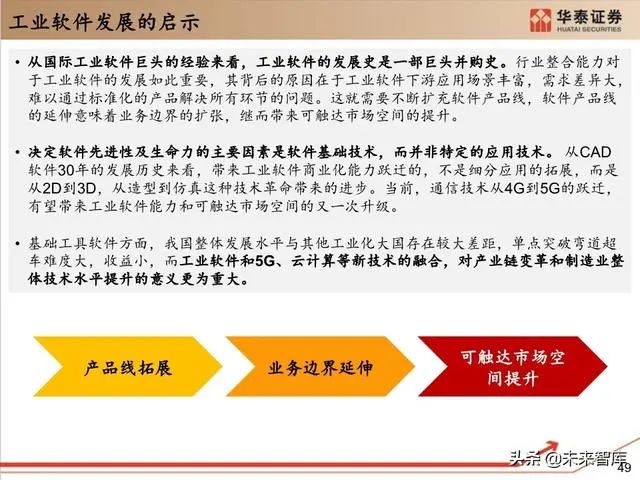 工业软件发展的启示
华泰证券
HUATAI SECURITIES
• 从国际工业软件巨头的经验来看，工业软件的发展史是一部巨头并购史。行业整合能力对
于工业软件的发展如此重要，其背后的原因在于工业软件下游应用场景丰富，需求差异大，
难以通过标准化的产品解决所有环节的问题。这就需要不断扩充软件产品线，软件产品线
的延伸意味着业务边界的扩张，继而带来可触达市场空间的提升。
• 决定软件先进性及生命力的主要因素是软件基础技术，而并非特定的应用技术。从CAD
软件30年的发展历史来看，带来工业软件商业化能力跃迁的，不是细分应用的拓展，而是
从2D到3D，从造型到仿真这种技术革命带来的进步。当前，通信技术从4G到5G的跃迁，
有望带来工业软件能力和可触达市场空间的又一次升级。
• 基础工具软件方面，我国整体发展水平与其他工业化大国存在较大差距，单点突破弯道超
车难度大，收益小，而工业软件和5G、云计算等新技术的融合，对产业链变革和制造业整
体技术水平提升的意义更为重大。
产品线拓展
业务边界延伸
可触达市场空
间提升
头条@未来智库
49